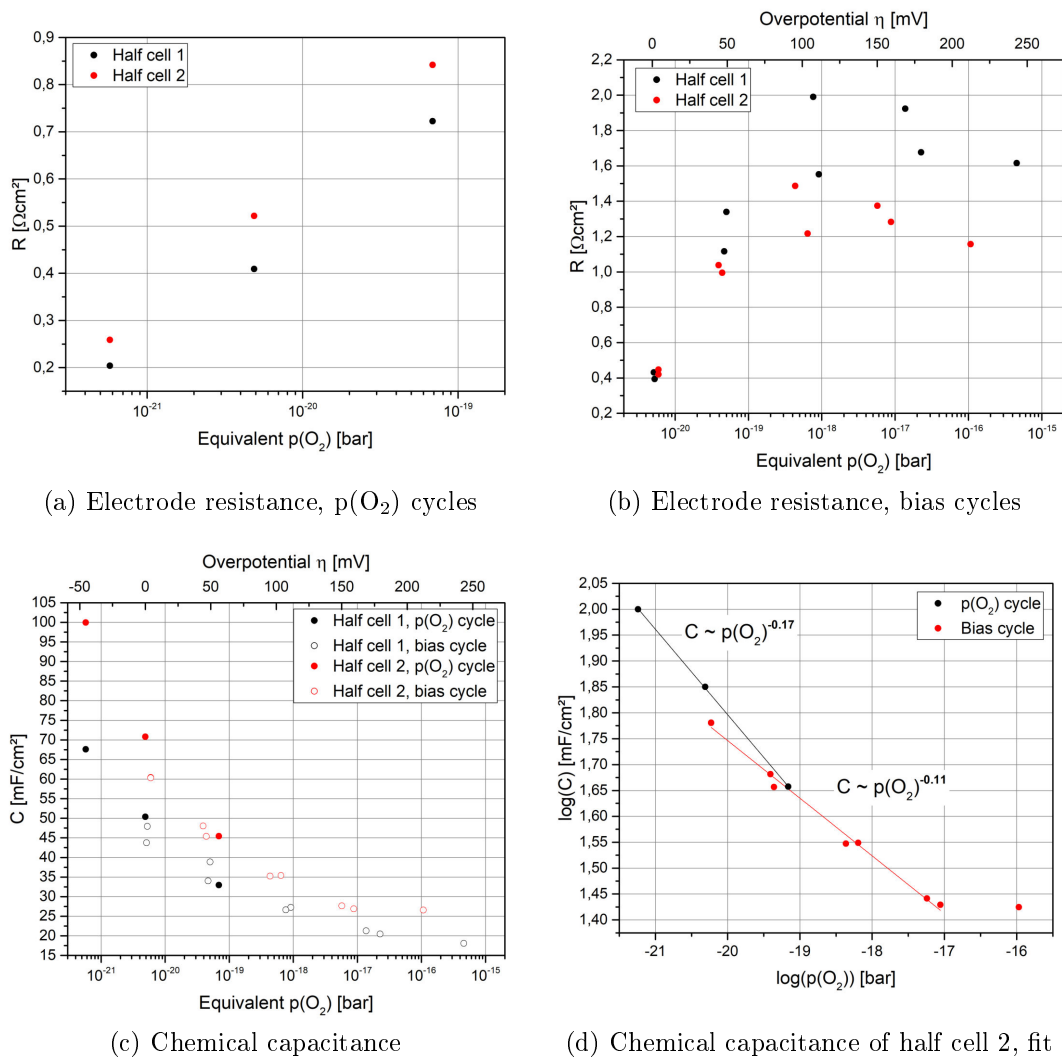 Half cell 1
Half cell 2
0,9
0,8
0,7
0,6
0,5
0,4
0,3
0,2
R [Ωcm²]
10⁻²¹ 10⁻²⁰ 10⁻¹⁹
Equivalent p(O₂) [bar]
(a) Electrode resistance, p(O₂) cycles
Overpotential η [mV]
0 50 100 150 200 250
Half cell 1
Half cell 2
2,2
2,0
1,8
1,6
1,4
1,2
1,0
0,8
0,6
0,4
0,2
R [Ωcm²]
10⁻²⁰ 10⁻¹⁹ 10⁻¹⁸ 10⁻¹⁷ 10⁻¹⁶ 10⁻¹⁵
Equivalent p(O₂) [bar]
(b) Electrode resistance, bias cycles
Overpotential η [mV]
-50 0 50 100 150 200 250
Half cell 1, p(O₂) cycle
Half cell 1, bias cycle
Half cell 2, p(O₂) cycle
Half cell 2, bias cycle
105
100
95
90
85
80
75
70
65
60
55
50
45
40
35
30
25
20
15
C [mF/cm²]
10⁻²¹ 10⁻²⁰ 10⁻¹⁹ 10⁻¹⁸ 10⁻¹⁷ 10⁻¹⁶ 10⁻¹⁵
Equivalent p(O₂) [bar]
(c) Chemical capacitance
p(O₂) cycle
Bias cycle
C ~ p(O₂)⁻⁰·¹⁷
C ~ p(O₂)⁻⁰·¹¹
2,05
2,00
1,95
1,90
1,85
1,80
1,75
1,70
1,65
1,60
1,55
1,50
1,45
1,40
log(C) [mF/cm²]
-21 -20 -19 -18 -17 -16
log(p(O₂)) [bar]
(d) Chemical capacitance of half cell 2, fit